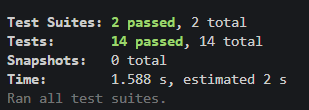 Test Suites: 2 passed, 2 total
Tests:       14 passed, 14 total
Snapshots:   0 total
Time:        1.588 s, estimated 2 s
Ran all test suites.